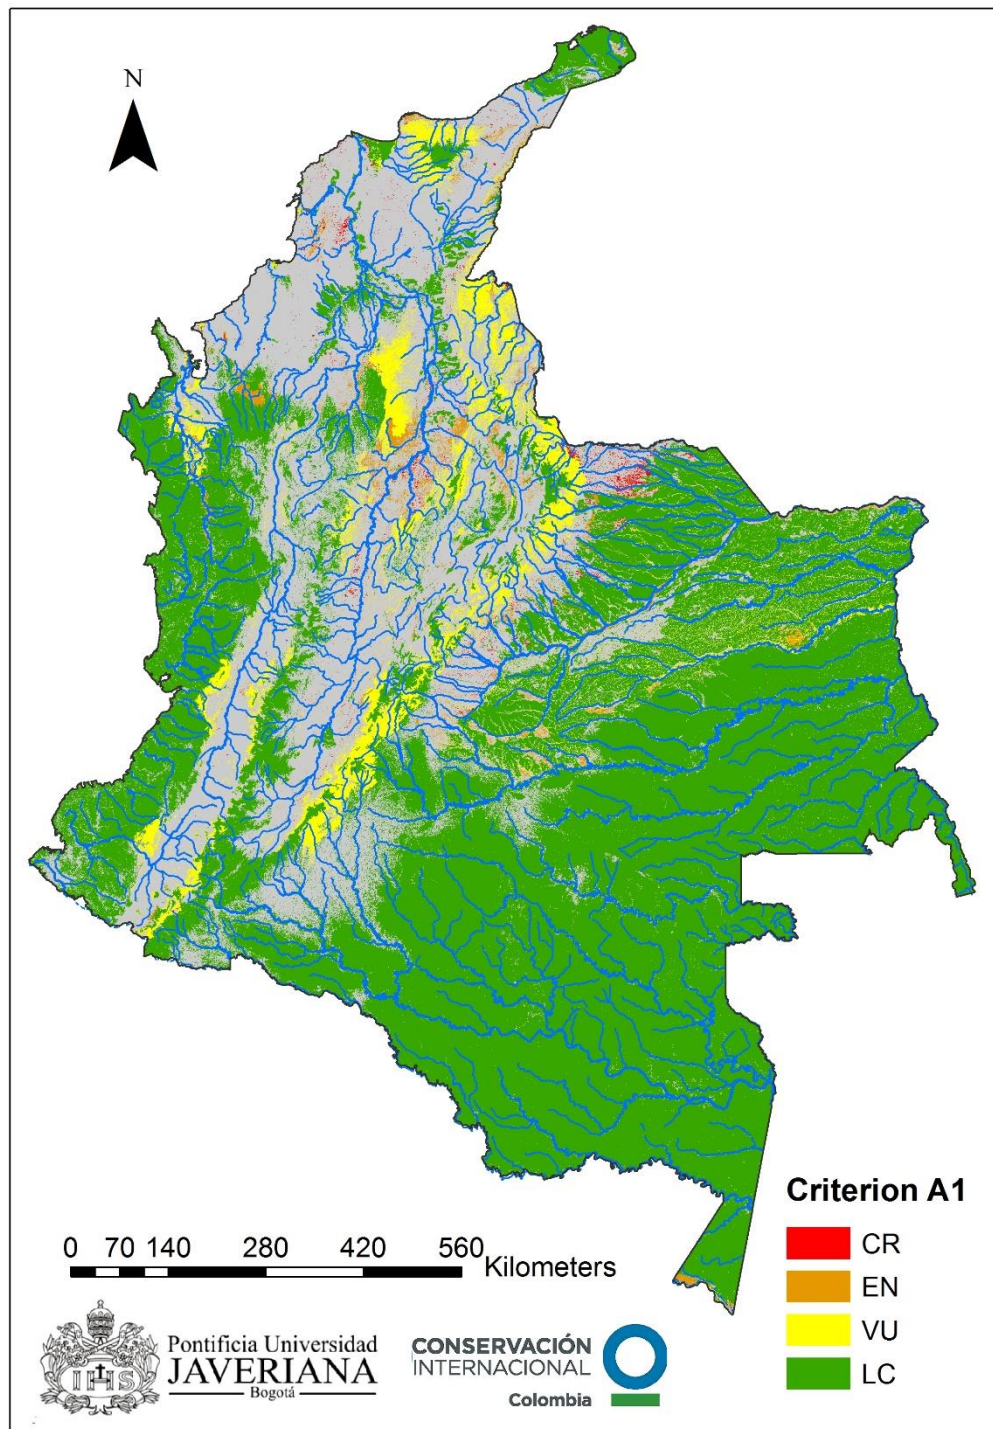 N
Criterion A1
CR
EN
VU
LC
0 70 140 280 420 560
Kilometers
IHS
Pontificia Universidad
JAVERIANA
Bogotá
CONSERVACIÓN
INTERNACIONAL
Colombia